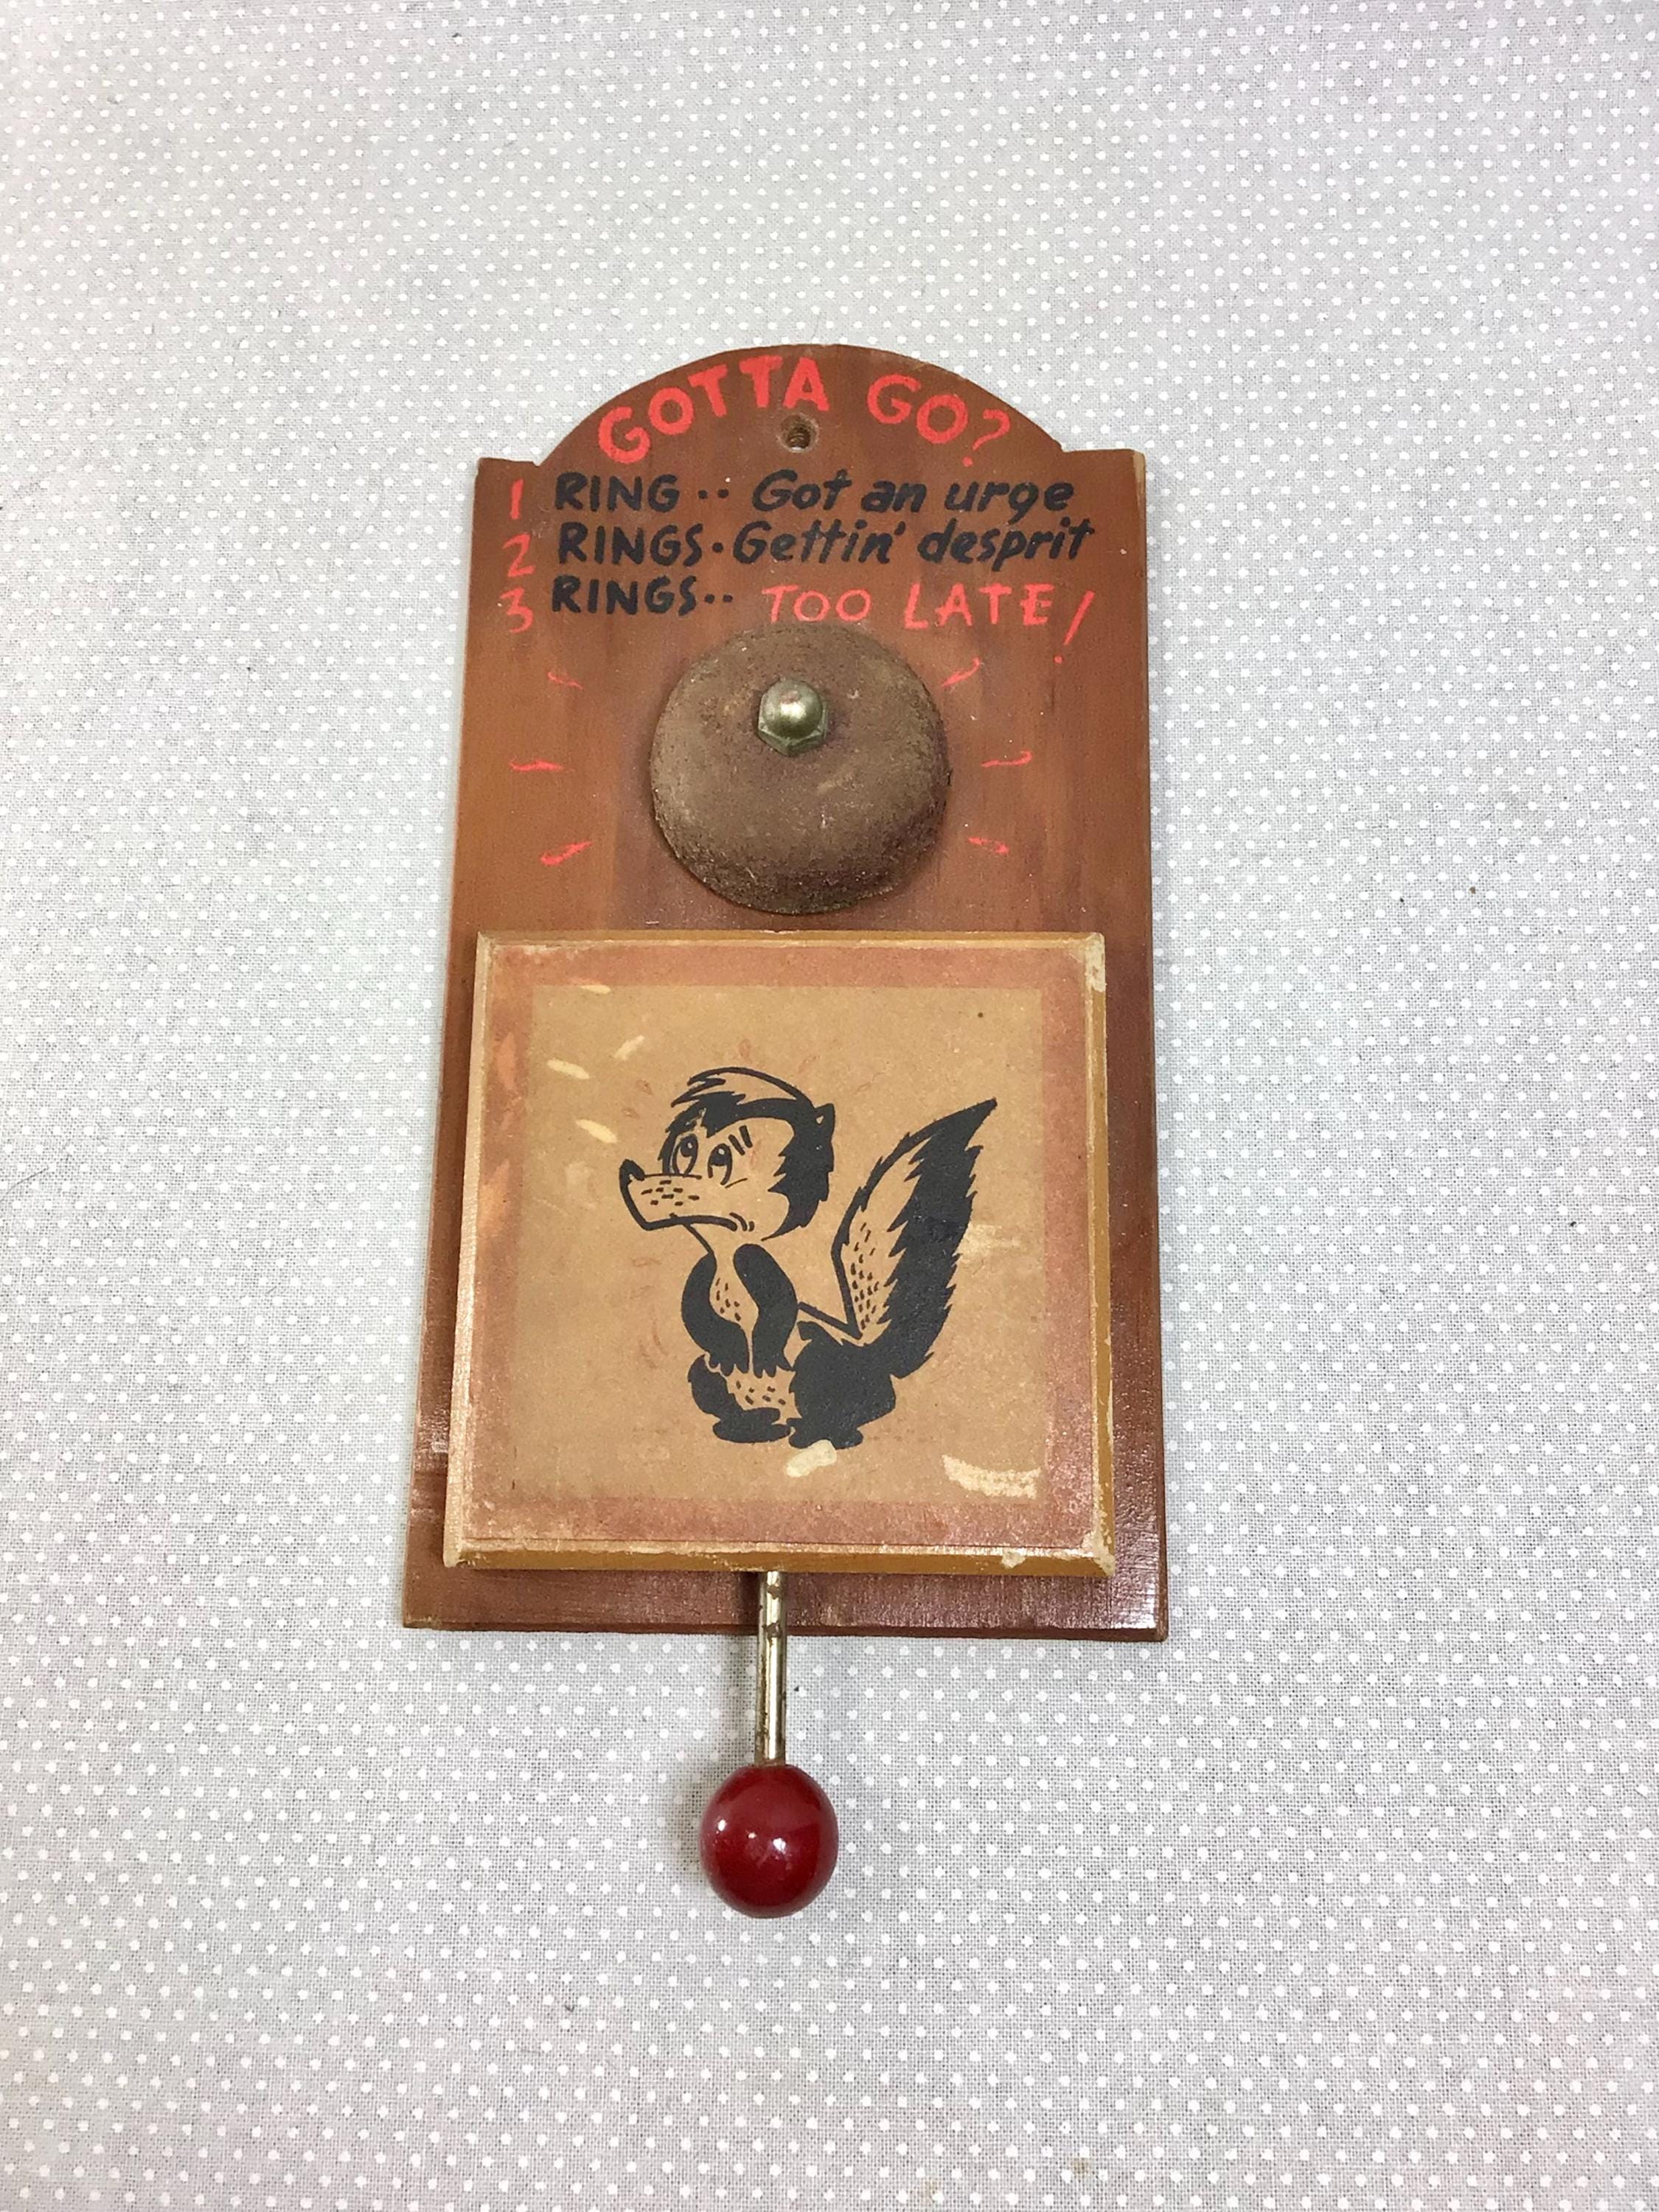 GOTTA GO?
1 RING·· Got an urge
2 RINGS· Gettin' desprit
3 RINGS·· TOO LATE!